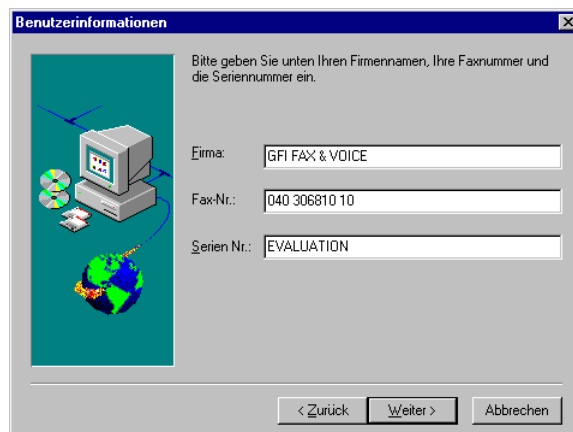 Benutzerinformationen
Bitte geben Sie unten Ihren Firmennamen, Ihre Faxnummer und
die Seriennummer ein.
Firma: GFI FAX & VOICE
Fax-Nr.: 040 306810 10
Serien Nr.: EVALUATION
< Zurück Weiter > Abbrechen